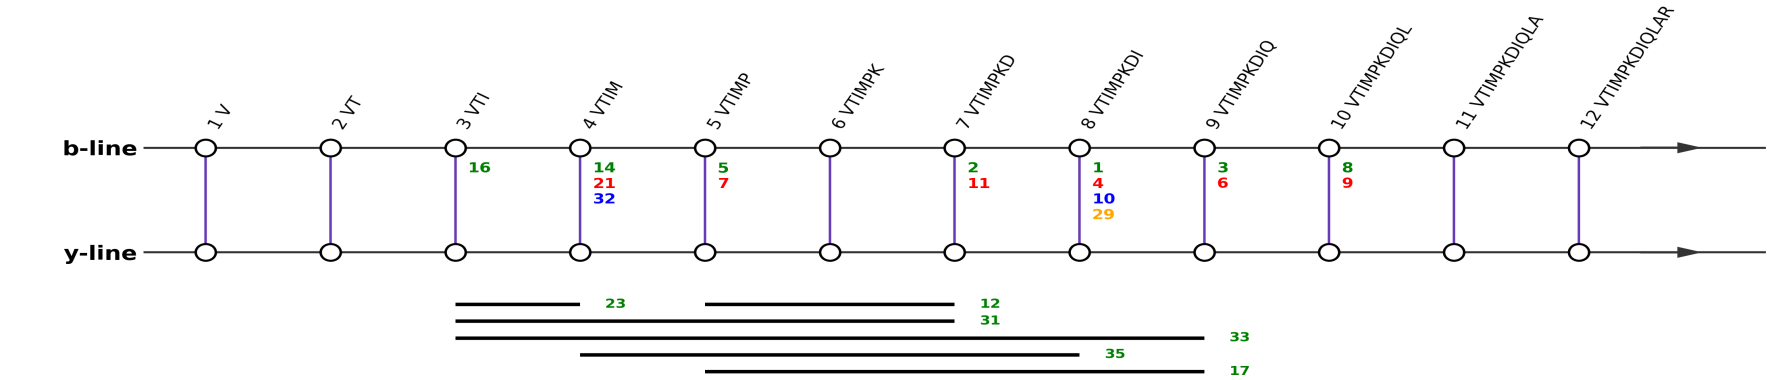 1 V
2 VT
3 VTI
4 VTIM
5 VTIMP
6 VTIMPK
7 VTIMPKD
8 VTIMPKDI
9 VTIMPKDIQ
10 VTIMPKDIQL
11 VTIMPKDIQLA
12 VTIMPKDIQLAR
b-line
16
14
21
32
5
7
2
11
1
4
10
29
3
6
8
9
y-line
23
12
31
33
35
17